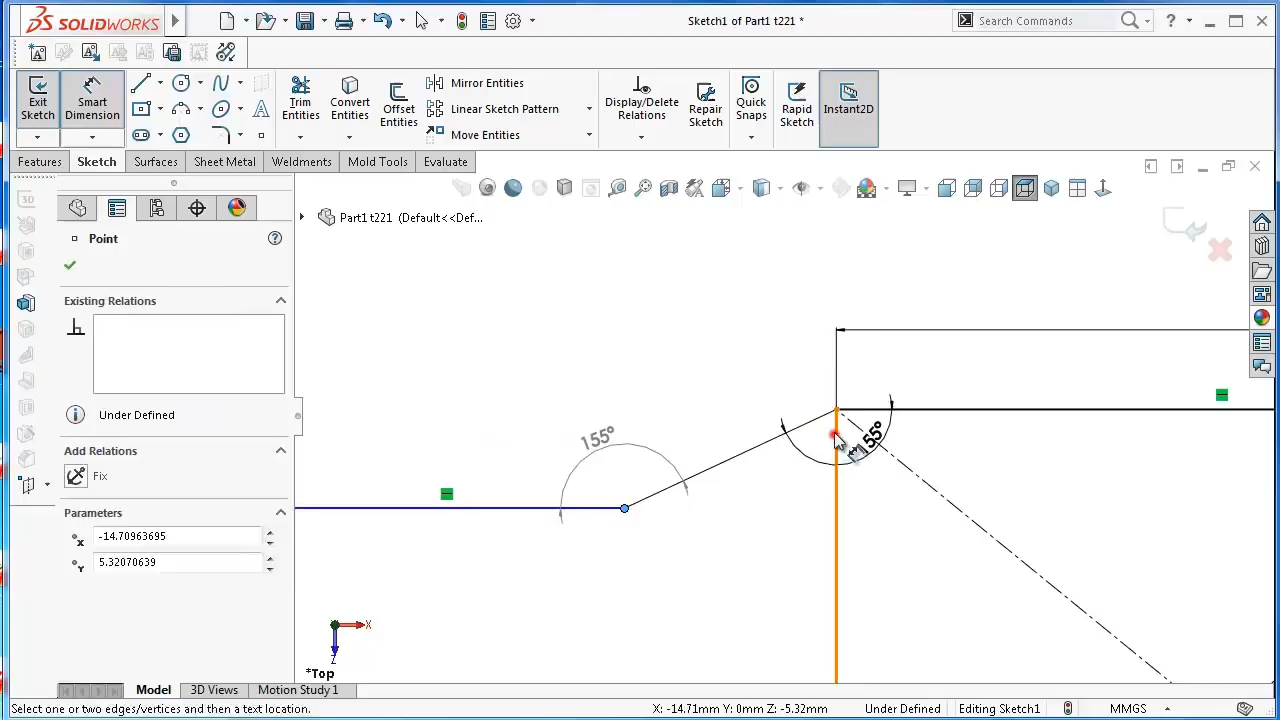 SOLIDWORKS
Sketch1 of Part1 t221 *
Search Commands
Exit Sketch
Smart Dimension
Trim Entities
Convert Entities
Offset Entities
Mirror Entities
Linear Sketch Pattern
Move Entities
Display/Delete Relations
Repair Sketch
Quick Snaps
Rapid Sketch
Instant2D
Features
Sketch
Surfaces
Sheet Metal
Weldments
Mold Tools
Evaluate
Part1 t221 (Default<<Def...
Point
Existing Relations
Under Defined
Add Relations
Fix
Parameters
X -14.70963695
Y 5.32070639
155°
155°
X
Z
*Top
Model
3D Views
Motion Study 1
Select one or two edges/vertices and then a text location.
X: -14.71mm Y: 0mm Z: -5.32mm
Under Defined
Editing Sketch1
MMGS